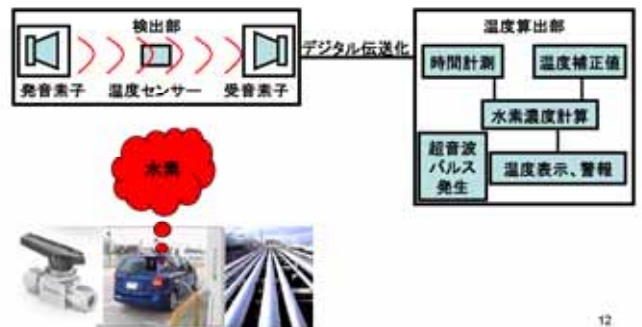 検出部
発音素子
温度センサー
受音素子
デジタル伝送化
温度算出部
時間計測
温度補正値
水素濃度計算
超音波
パルス
発生
温度表示、警報
水素
12